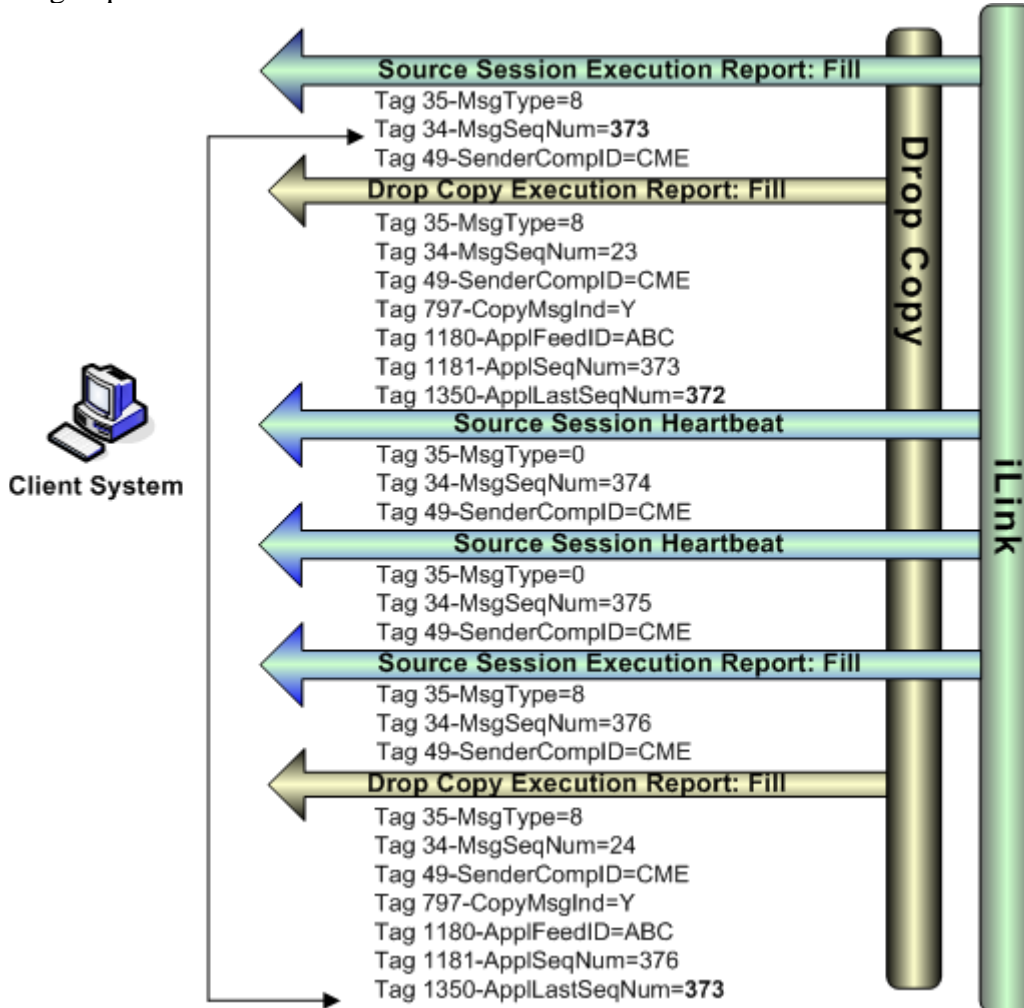 Source Session Execution Report: Fill
Tag 35-MsgType=8
Tag 34-MsgSeqNum=373
Tag 49-SenderCompID=CME
Drop Copy Execution Report: Fill
Tag 35-MsgType=8
Tag 34-MsgSeqNum=23
Tag 49-SenderCompID=CME
Tag 797-CopyMsgInd=Y
Tag 1180-ApplFeedID=ABC
Tag 1181-ApplSeqNum=373
Tag 1350-ApplLastSeqNum=372
Source Session Heartbeat
Tag 35-MsgType=0
Tag 34-MsgSeqNum=374
Tag 49-SenderCompID=CME
Source Session Heartbeat
Tag 35-MsgType=0
Tag 34-MsgSeqNum=375
Tag 49-SenderCompID=CME
Source Session Execution Report: Fill
Tag 35-MsgType=8
Tag 34-MsgSeqNum=376
Tag 49-SenderCompID=CME
Drop Copy Execution Report: Fill
Tag 35-MsgType=8
Tag 34-MsgSeqNum=24
Tag 49-SenderCompID=CME
Tag 797-CopyMsgInd=Y
Tag 1180-ApplFeedID=ABC
Tag 1181-ApplSeqNum=376
Tag 1350-ApplLastSeqNum=373
Client System
Drop Copy
iLink